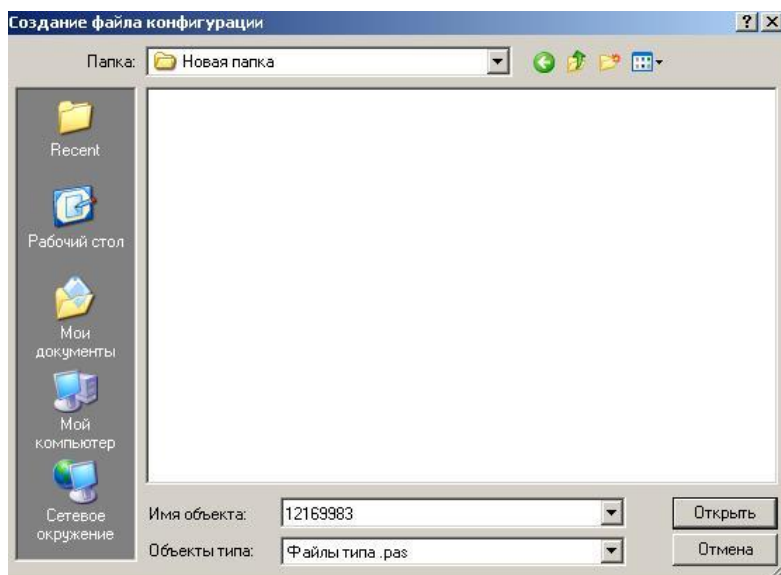 Создание файла конфигурации
Папка: Новая папка
Recent
Рабочий стол
Мои
документы
Мой
компьютер
Сетевое
окружение
Имя объекта: 12169983 Открыть
Объекты типа: Файлы типа .pas Отмена